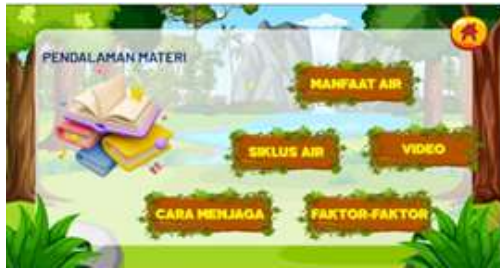 PENDALAMAN MATERI
MANFAAT AIR
SIKLUS AIR
VIDEO
CARA MENJAGA
FAKTOR-FAKTOR